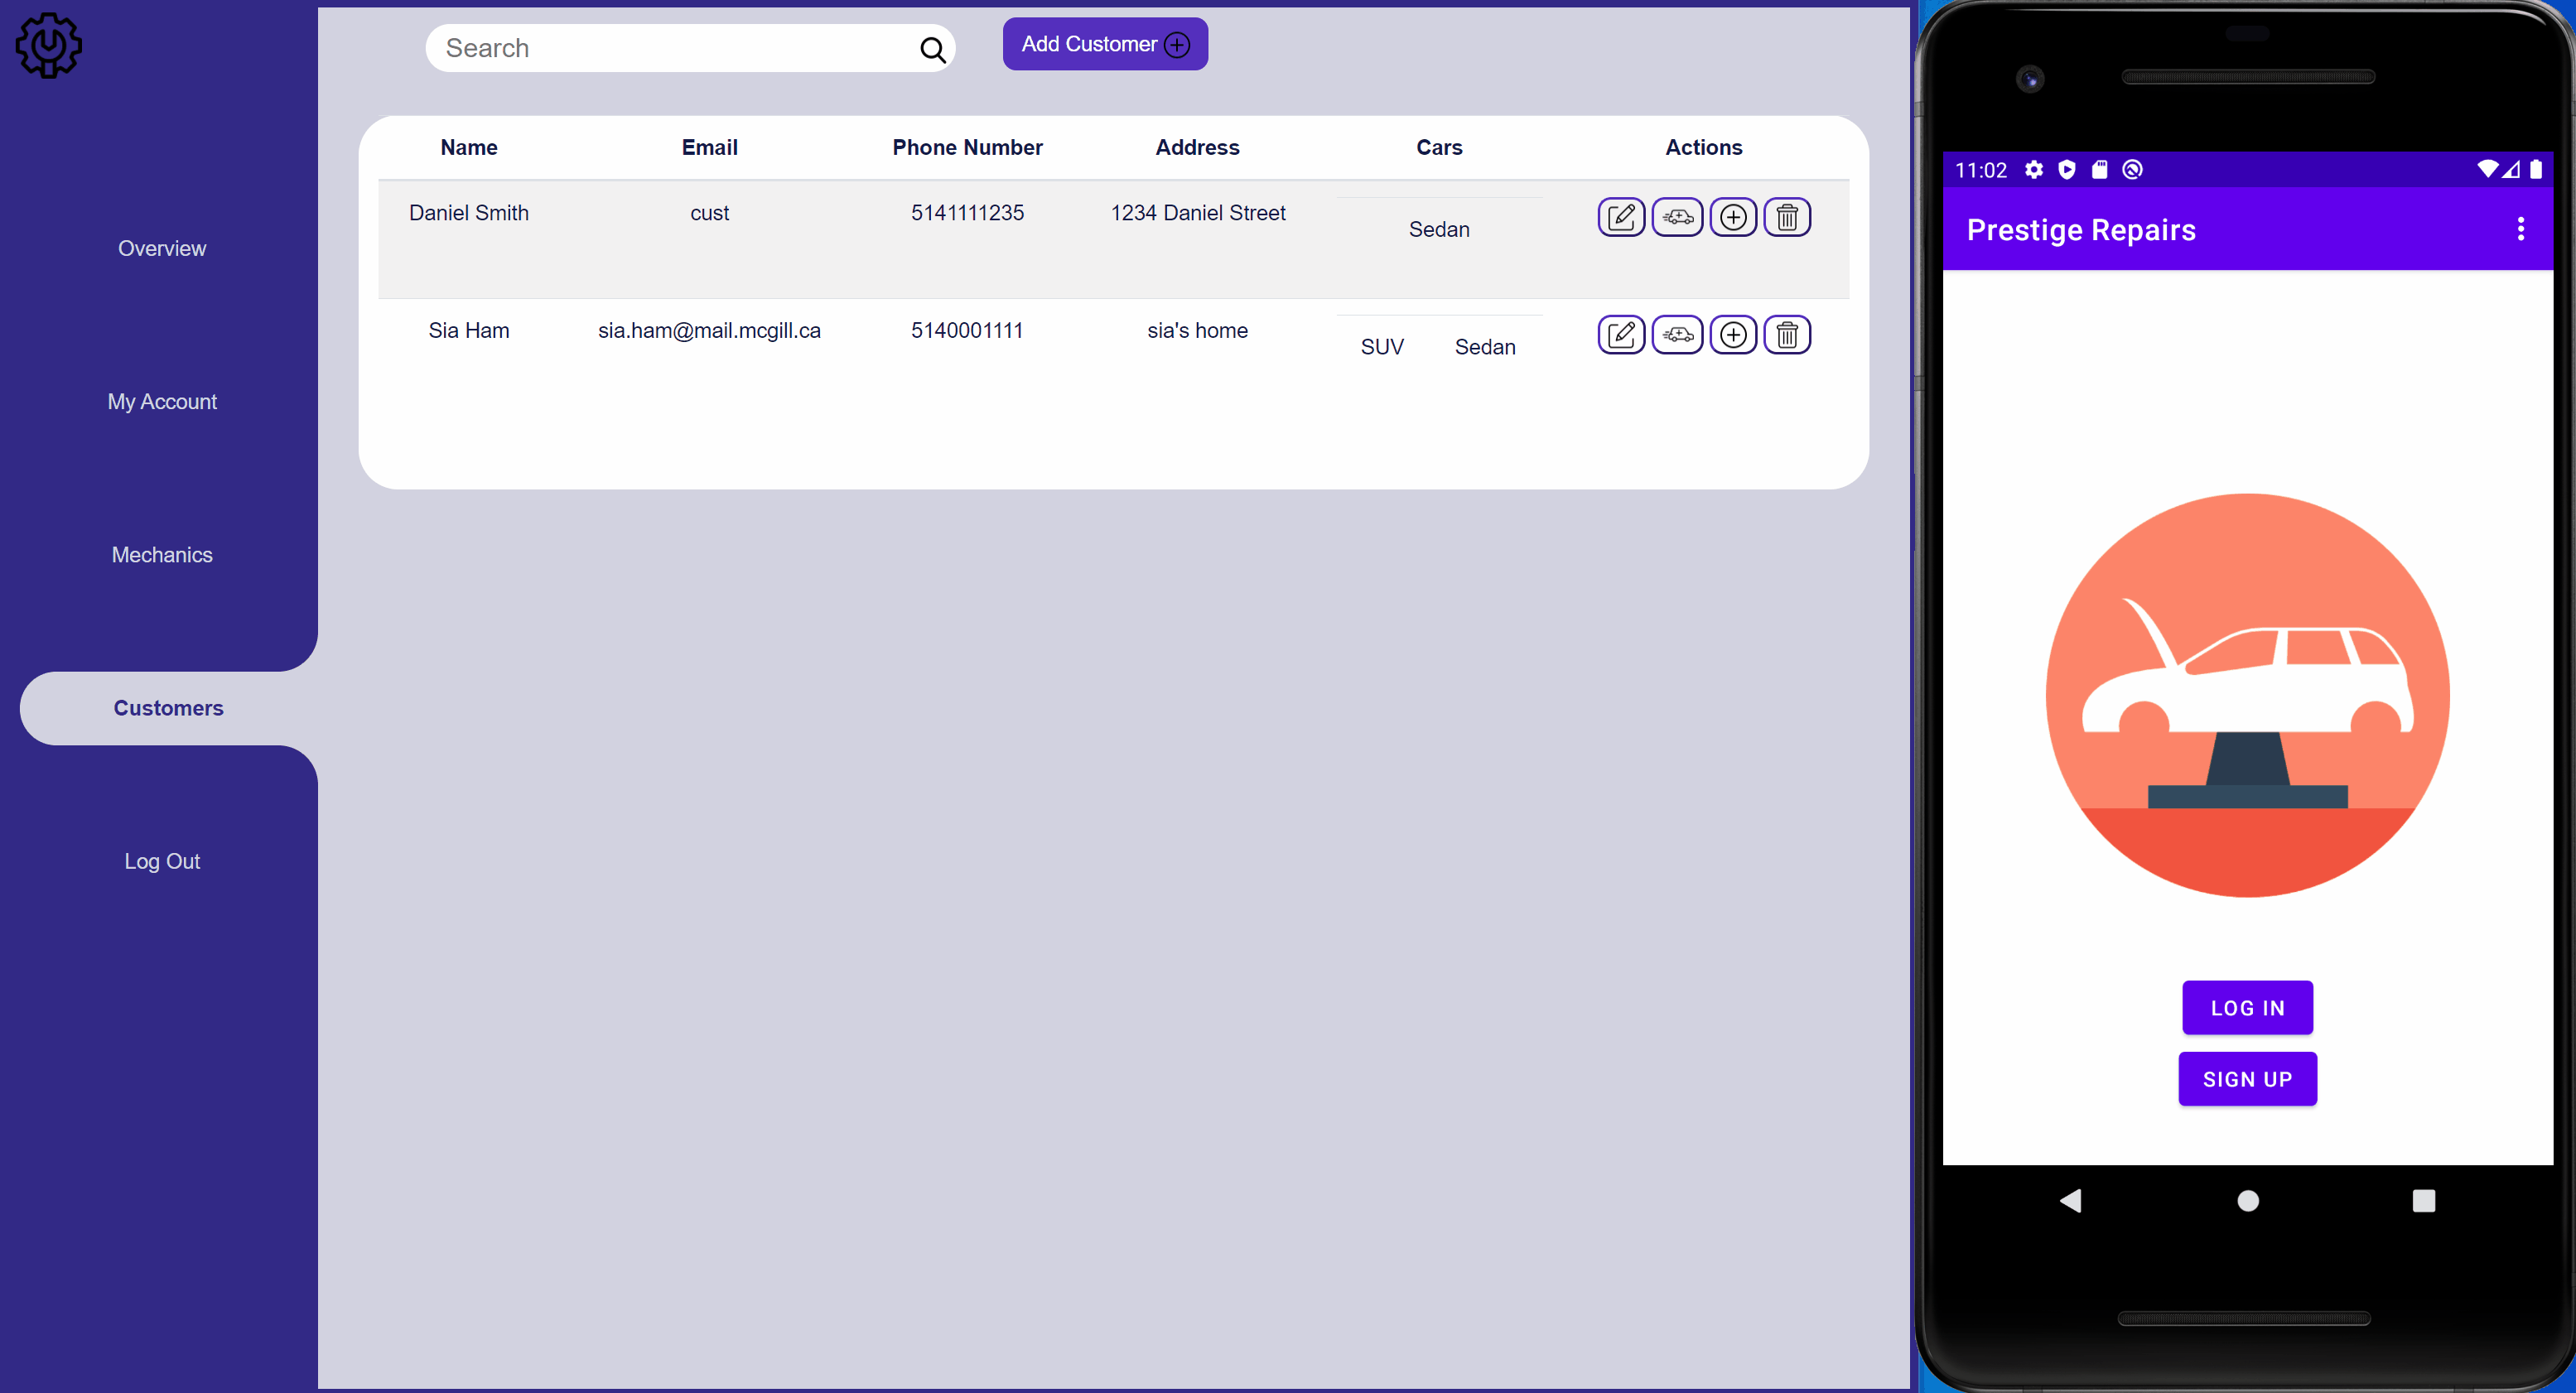 Search
Add Customer
Name Email Phone Number Address Cars Actions
Daniel Smith cust 5141111235 1234 Daniel Street Sedan
Sia Ham sia.ham@mail.mcgill.ca 5140001111 sia's home SUV Sedan
Overview
My Account
Mechanics
Customers
Log Out
11:02
Prestige Repairs
LOG IN
SIGN UP